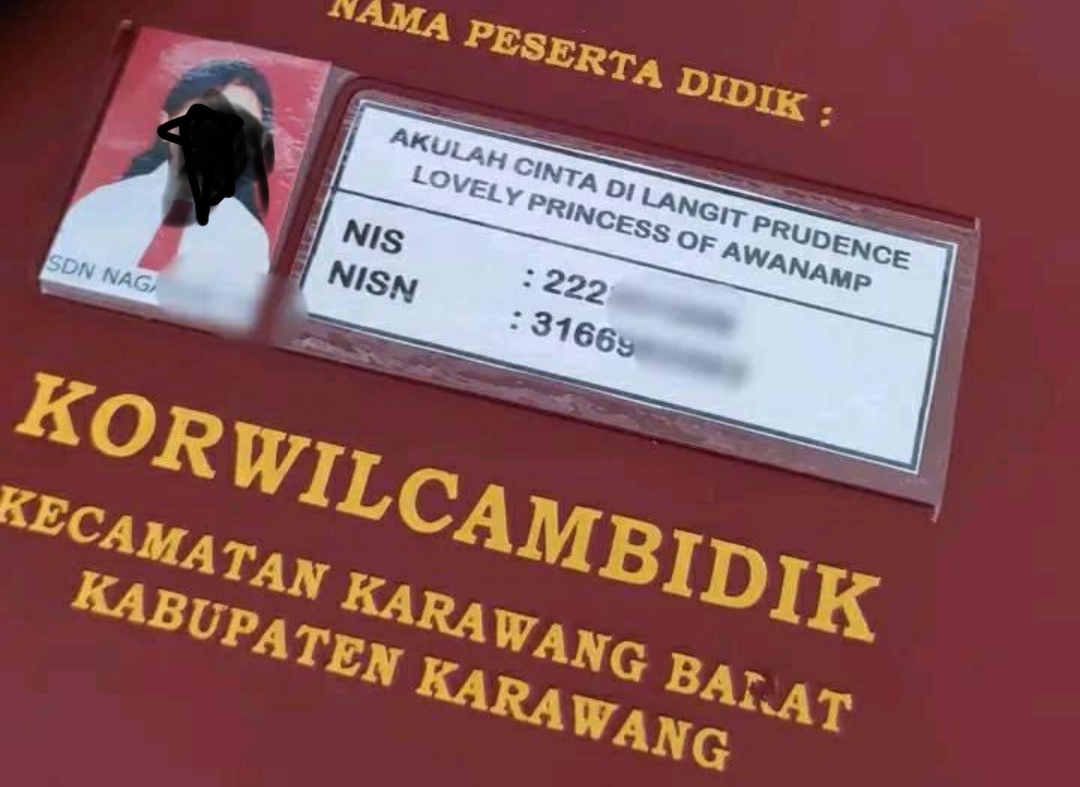 NAMA PESERTA DIDIK :
AKULAH CINTA DI LANGIT PRUDENCE
LOVELY PRINCESS OF AWANAMP
NIS : 222
NISN : 31669
SDN
KORWILCAMBIDIK
KECAMATAN KARAWANG BARAT
KABUPATEN KARAWANG